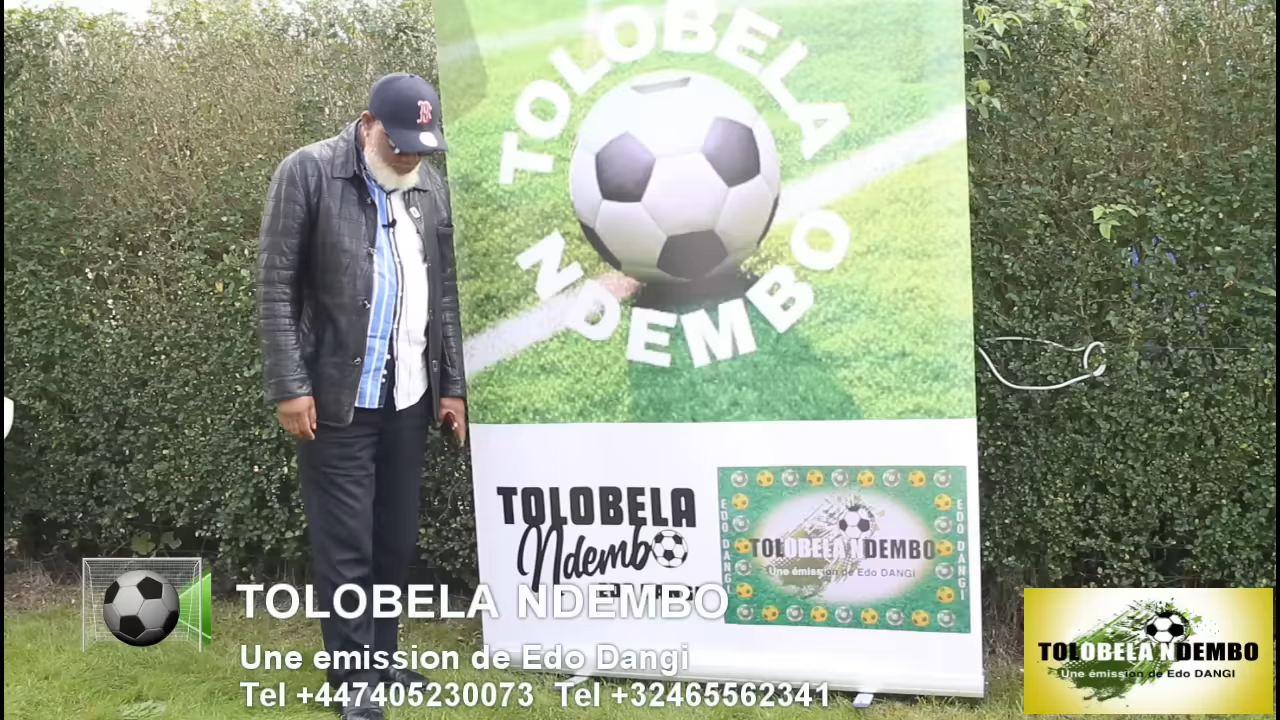 TOLOBELA
NDEMBO
TOLOBELA
Ndembo
EDO DANGI
EDO DANGI
TOLOBELA NDEMBO
Une émission de Edo DANGI
TOLOBELA NDEMBO
Une emission de Edo Dangi
Tel +447405230073 Tel +32465562341
TOLOBELA NDEMBO
Une émission de Edo DANGI